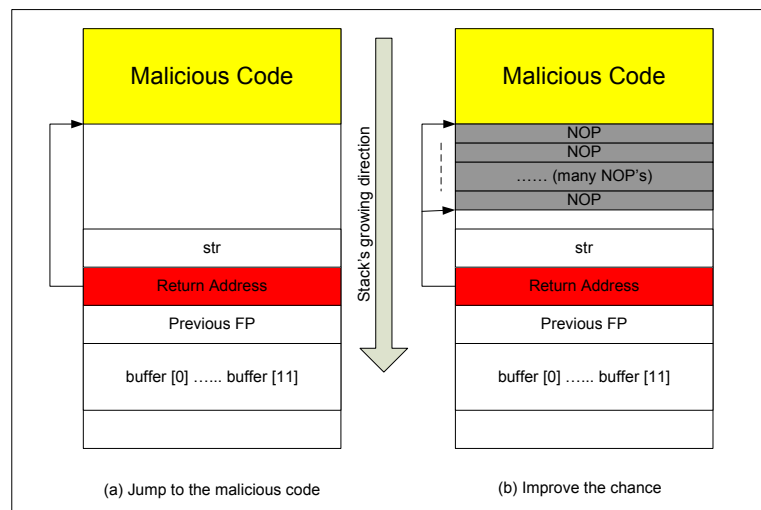 Malicious Code
str
Return Address
Previous FP
buffer [0] …... buffer [11]
(a) Jump to the malicious code
Stack's growing direction
Malicious Code
NOP
NOP
…... (many NOP's)
NOP
str
Return Address
Previous FP
buffer [0] …... buffer [11]
(b) Improve the chance